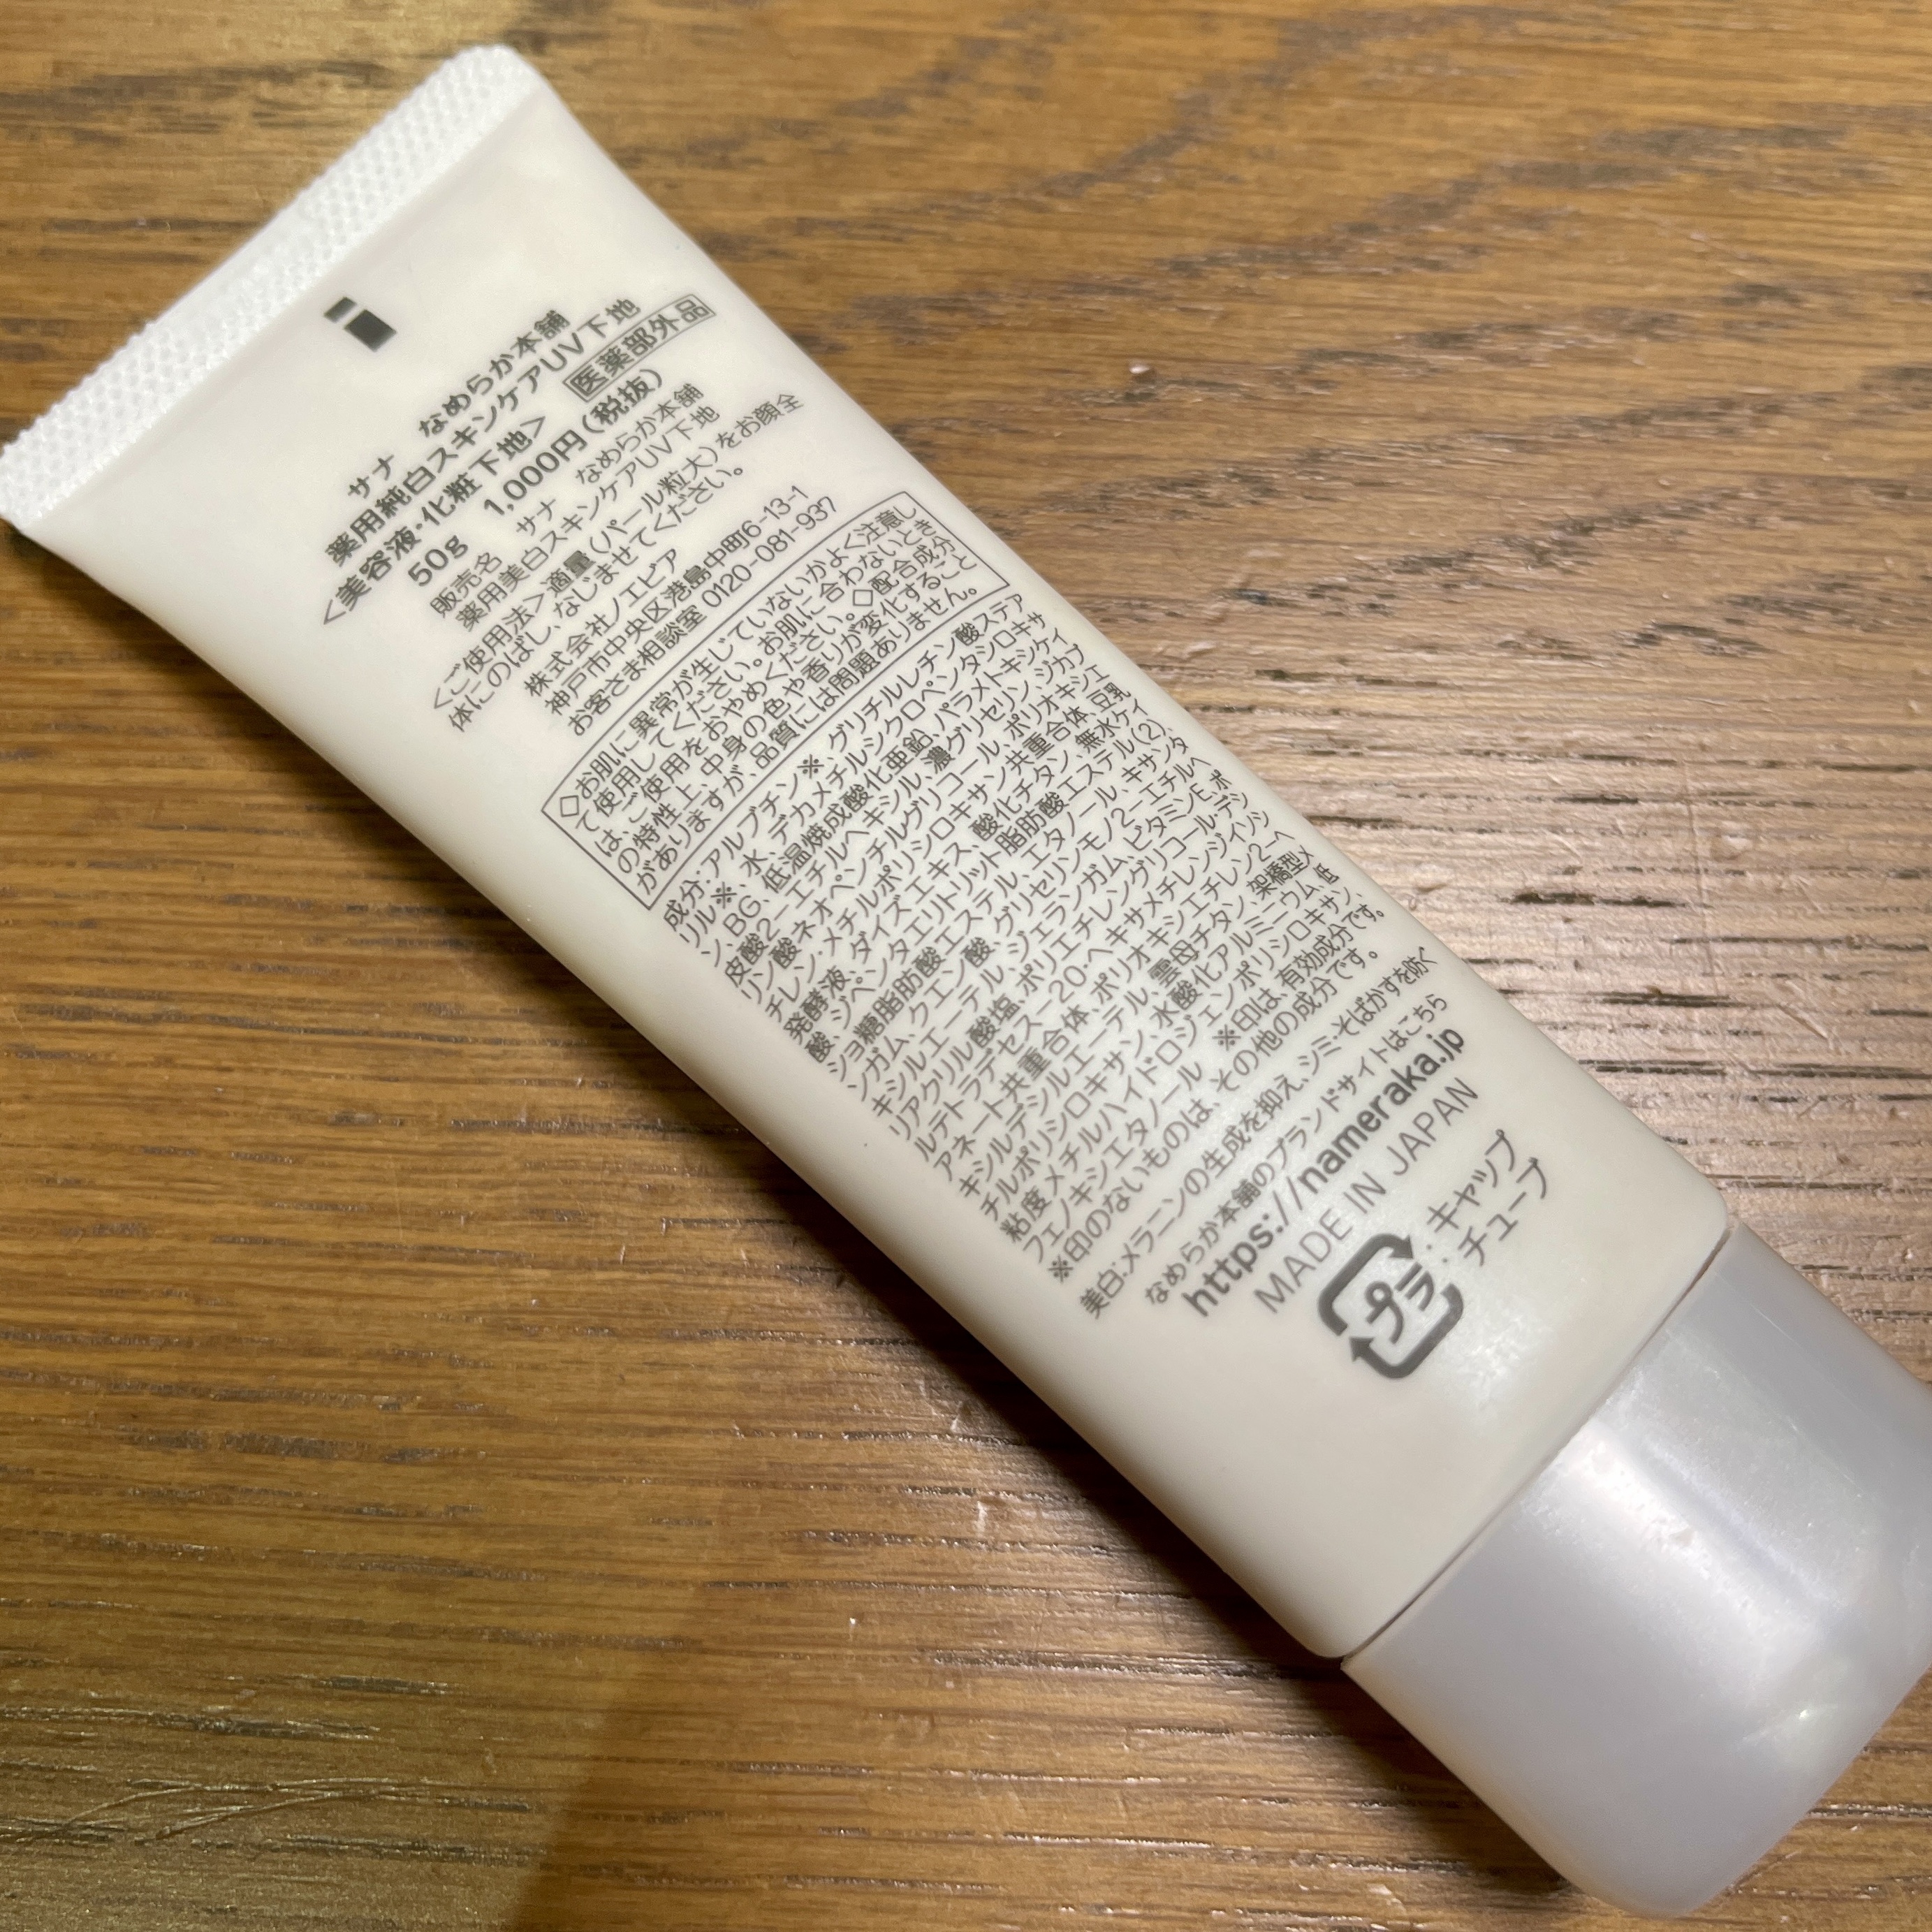 サナ なめらか本舗
薬用純白スキンケアUV下地
<美容液・化粧下地> 医薬部外品
50g 1,000円(税抜)
販売名 サナ なめらか本舗
薬用美白スキンケアUV下地
<ご使用法>適量(パール粒大)をお顔全
体にのばし、なじませてください。
株式会社ノエビア
神戸市中央区港島中町6-13-1
お客さま相談室 0120-081-937
◇お肌に異常が生じていないかよく注意し
て使用してください。お肌に合わないとき
は、ご使用をおやめください。◇配合成分
の特性上、中身の色や香りが変化すること
がありますが、品質には問題ありません。
成分:アルブチン※、グリチルレチン酸ステア
リル※、水、デカメチルシクロペンタシロキサ
ン、BG、低温焼成酸化亜鉛、パラメトキシケイ
皮酸2-エチルヘキシル、濃グリセリン、ジカプ
リン酸ネオペンチルグリコール、ポリオキシエ
チレン・メチルポリシロキサン共重合体、豆乳
発酵液、ダイズエキス、酸化チタン、無水ケイ
酸、ジペンタエリトリット脂肪酸エステル(2)、
ショ糖脂肪酸エステル、エタノール、キサンタ
ンガム、クエン酸、グリセリンモノ2-エチルヘ
キシルエーテル、ジェランガム、ビタミンE、ポ
リアクリル酸塩、ポリエチレングリコール・デシ
ルテトラデセス-20・ヘキサメチレンジイソシ
アネート共重合体、ポリオキシエチレン2-ヘ
キシルデシルエーテル、雲母チタン、架橋型メ
チルポリシロキサン、水酸化アルミニウム、低
粘度メチルハイドロジェンポリシロキサン、
フェノキシエタノール ※印は、有効成分です。
※印のないものは、その他の成分です。
美白:メラニンの生成を抑え、シミ・そばかすを防ぐ
なめらか本舗のブランドサイトはこちら
https://nameraka.jp
MADE IN JAPAN
プラ :キャップ
:チューブ